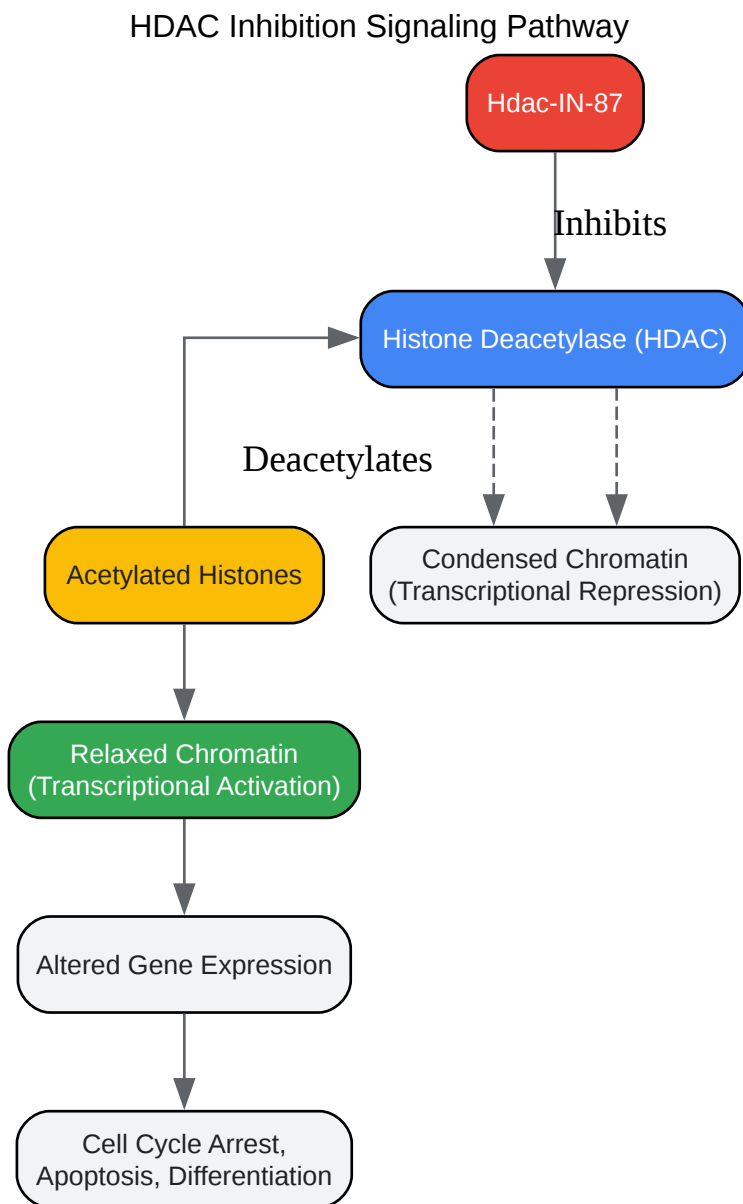 HDAC Inhibition Signaling Pathway
Hdac-IN-87
Inhibits
Histone Deacetylase (HDAC)
Deacetylates
Acetylated Histones
Condensed Chromatin
(Transcriptional Repression)
Relaxed Chromatin
(Transcriptional Activation)
Altered Gene Expression
Cell Cycle Arrest,
Apoptosis, Differentiation